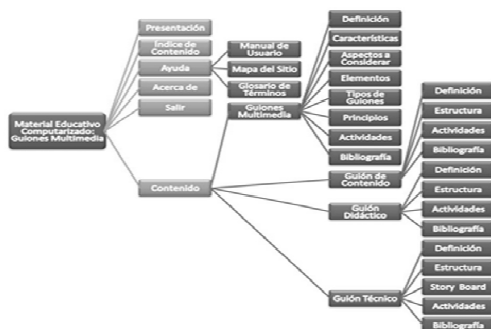 Material Educativo
Computarizado:
Guiones Multimedia
Presentación
Índice de
Contenido
Ayuda
Acerca de
Salir
Contenido
Manual de
Usuario
Mapa del Sitio
Glosario de
Términos
Guiones
Multimedia
Guión de
Contenido
Guión
Didáctico
Guión Técnico
Definición
Características
Aspectos a
Considerar
Elementos
Tipos de
Guiones
Principios
Actividades
Bibliografía
Definición
Estructura
Actividades
Bibliografía
Definición
Estructura
Actividades
Bibliografía
Definición
Estructura
Story Board
Actividades
Bibliografía